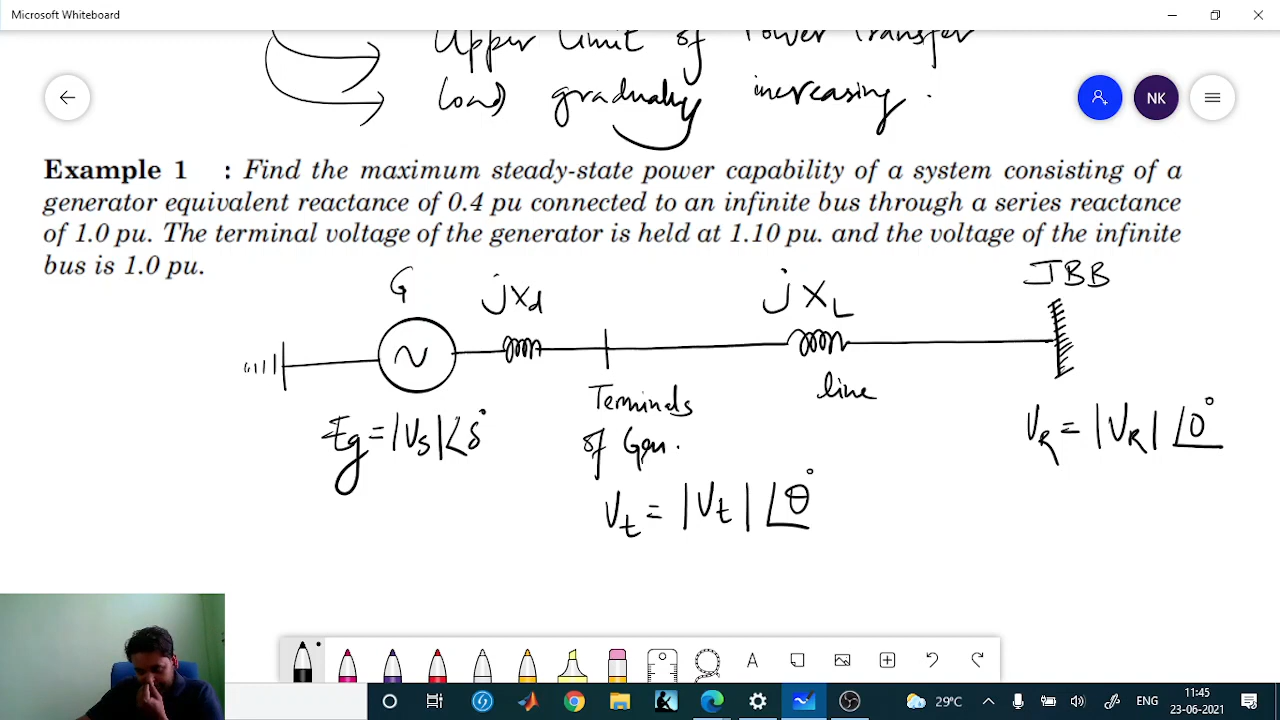 Microsoft Whiteboard
Upper limit of Power Transfer
load gradually increasing.
NK
Example 1 : Find the maximum steady-state power capability of a system consisting of a
generator equivalent reactance of 0.4 pu connected to an infinite bus through a series reactance
of 1.0 pu. The terminal voltage of the generator is held at 1.10 pu. and the voltage of the infinite
bus is 1.0 pu.
G jXd jXL IBB
Terminals line
Eg = |Vs|∠δ° of Gen. VR = |VR|∠0°
Vt = |Vt|∠θ°
A
29°C ENG 11:45
23-06-2021